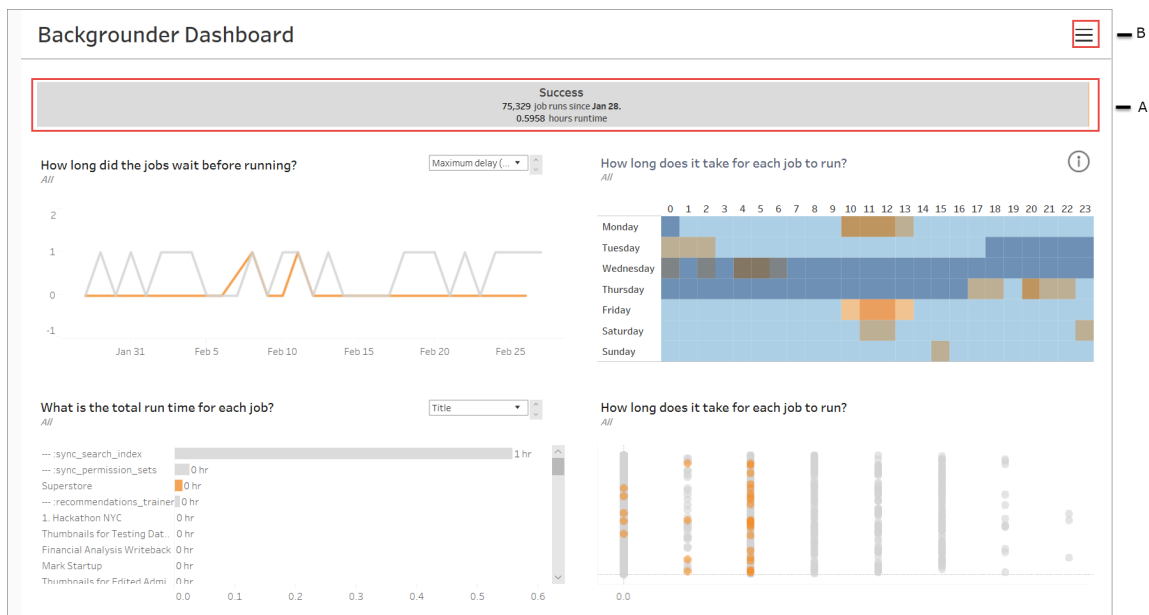 Backgrounder Dashboard
B
Success
75,329 job runs since Jan 28.
0.5958 hours runtime
A
How long did the jobs wait before running?
Maximum delay (...
All
2
1
0
-1
Jan 31 Feb 5 Feb 10 Feb 15 Feb 20 Feb 25
How long does it take for each job to run?
All
0 1 2 3 4 5 6 7 8 9 10 11 12 13 14 15 16 17 18 19 20 21 22 23
Monday
Tuesday
Wednesday
Thursday
Friday
Saturday
Sunday
What is the total run time for each job?
Title
All
--- :sync_search_index 1 hr
--- :sync_permission_sets 0 hr
Superstore 0 hr
--- :recommendations_trainer 0 hr
1. Hackathon NYC 0 hr
Thumbnails for Testing Dat.. 0 hr
Financial Analysis Writeback 0 hr
Mark Startup 0 hr
Thumbnails for Edited Admi.. 0 hr
0.0 0.1 0.2 0.3 0.4 0.5 0.6
How long does it take for each job to run?
All
0.0